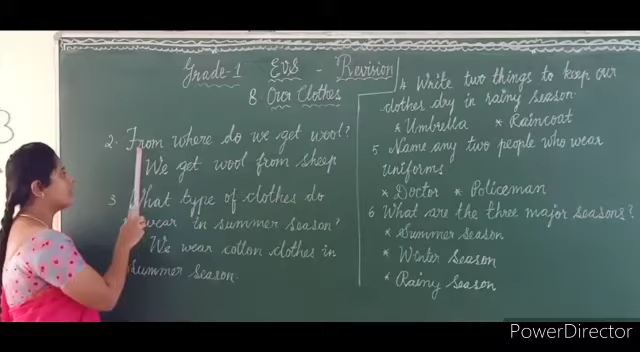 Grade-1 EVS - Revision
8. Our Clothes
2. From where do we get wool?
We get wool from sheep
3 What type of clothes do
wear in summer season?
We wear cotton clothes in
summer season.
4 Write two things to keep our
clothes dry in rainy season.
* Umbrella * Raincoat
5 Name any two people who wear
uniforms
* Doctor * Policeman
6 What are the three major seasons?
* Summer season
* Winter season
* Rainy season
3
PowerDirector